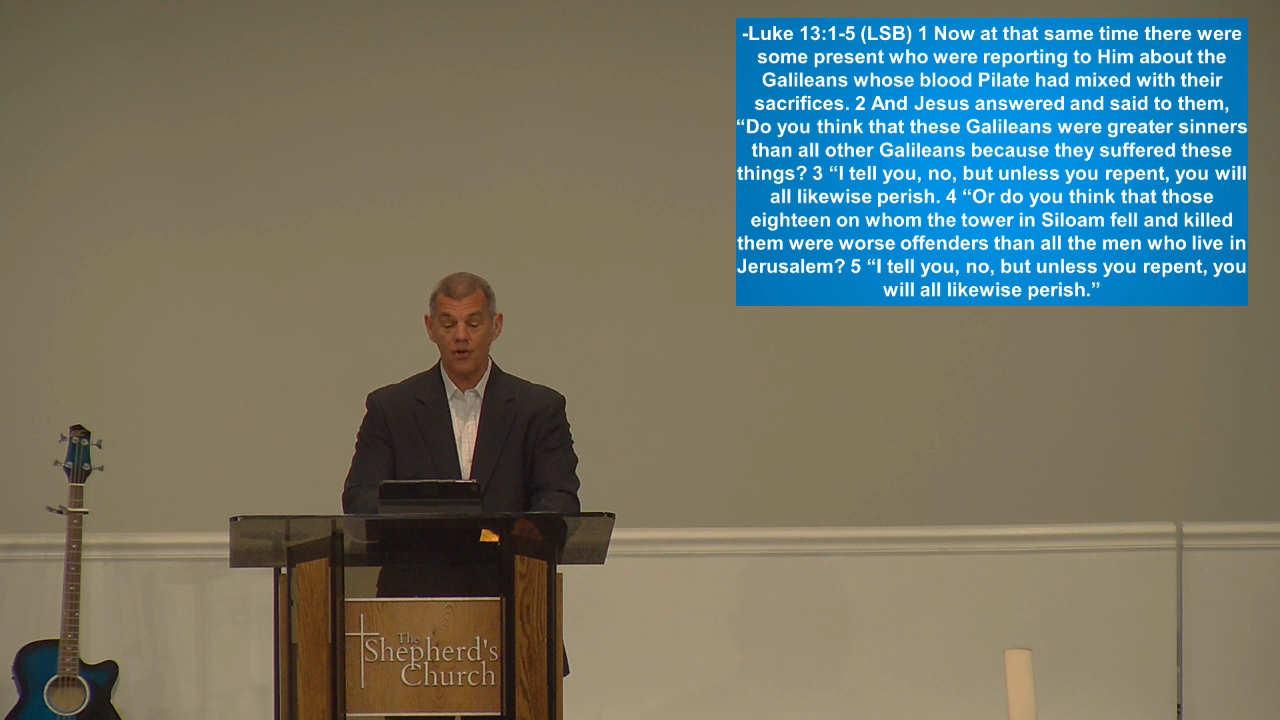 -Luke 13:1-5 (LSB) 1 Now at that same time there were
some present who were reporting to Him about the
Galileans whose blood Pilate had mixed with their
sacrifices. 2 And Jesus answered and said to them,
“Do you think that these Galileans were greater sinners
than all other Galileans because they suffered these
things? 3 “I tell you, no, but unless you repent, you will
all likewise perish. 4 “Or do you think that those
eighteen on whom the tower in Siloam fell and killed
them were worse offenders than all the men who live in
Jerusalem? 5 “I tell you, no, but unless you repent, you
will all likewise perish.”
The
Shepherd's
Church